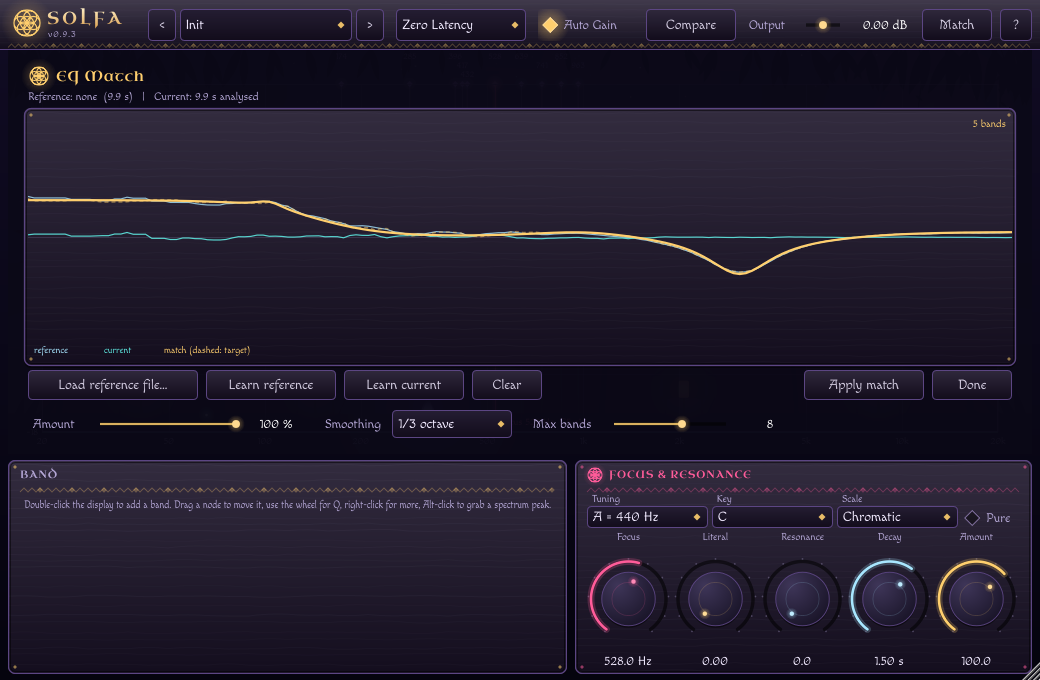 SOLFA
v0.9.3
<
Init
>
Zero Latency
Auto Gain
Compare
Output
0.00 dB
Match
?
EQ Match
Reference: none (9.9 s) | Current: 9.9 s analysed
5 bands
reference
current
match (dashed: target)
Load reference file...
Learn reference
Learn current
Clear
Apply match
Done
Amount
100 %
Smoothing
1/3 octave
Max bands
8
BAND
Double-click the display to add a band. Drag a node to move it, use the wheel for Q, right-click for more, Alt-click to grab a spectrum peak.
FOCUS & RESONANCE
Tuning
Key
Scale
A = 440 Hz
C
Chromatic
Pure
Focus
Literal
Resonance
Decay
Amount
528.0 Hz
0.00
0.0
1.50 s
100.0